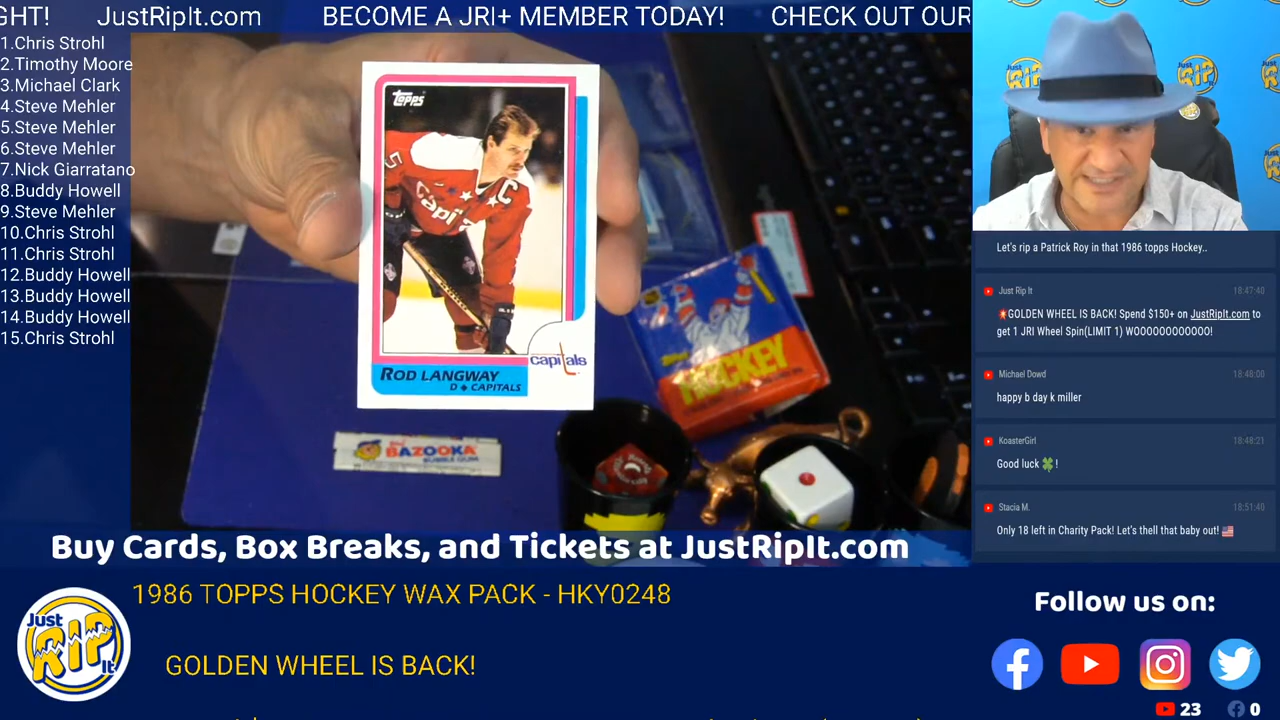 GHT! JustRipIt.com BECOME A JRI+ MEMBER TODAY! CHECK OUT OUR
1.Chris Strohl
2.Timothy Moore
3.Michael Clark
4.Steve Mehler
5.Steve Mehler
6.Steve Mehler
7.Nick Giarratano
8.Buddy Howell
9.Steve Mehler
10.Chris Strohl
11.Chris Strohl
12.Buddy Howell
13.Buddy Howell
14.Buddy Howell
15.Chris Strohl
Topps
5
Capi
C
capitals
ROD LANGWAY
D ◆ CAPITALS
HOCKEY
BAZOOKA
BUBBLE GUM
Just
RIP
Let's rip a Patrick Roy in that 1986 topps Hockey..
Just Rip It 18:47:40
💥GOLDEN WHEEL IS BACK! Spend $150+ on JustRipIt.com to
get 1 JRI Wheel Spin(LIMIT 1) WOOOOOOOOOOO!
Michael Dowd 18:48:00
happy b day k miller
KoasterGirl 18:48:21
Good luck 🍀 !
Stacia M. 18:51:40
Only 18 left in Charity Pack! Let's thell that baby out! 🇺🇸
Buy Cards, Box Breaks, and Tickets at JustRipIt.com
Just
RIP
It
1986 TOPPS HOCKEY WAX PACK - HKY0248
GOLDEN WHEEL IS BACK!
Follow us on:
23 0